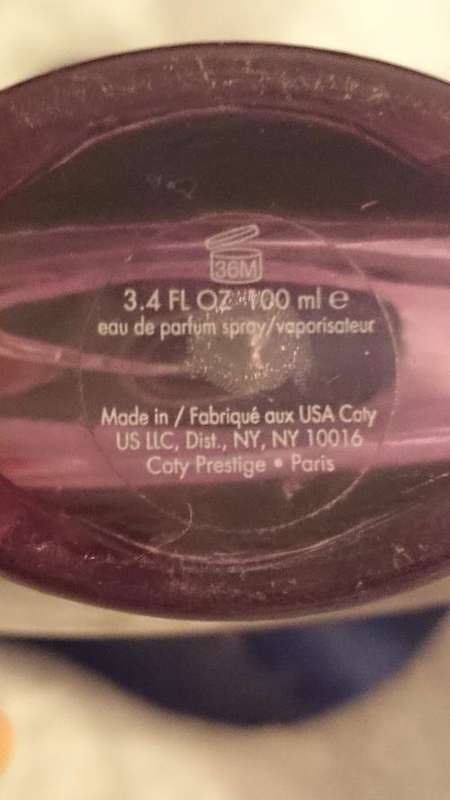 36M
3.4 FL OZ 100 ml e
eau de parfum spray/vaporisateur
Made in / Fabriqué aux USA Coty
US LLC, Dist., NY, NY 10016
Coty Prestige • Paris